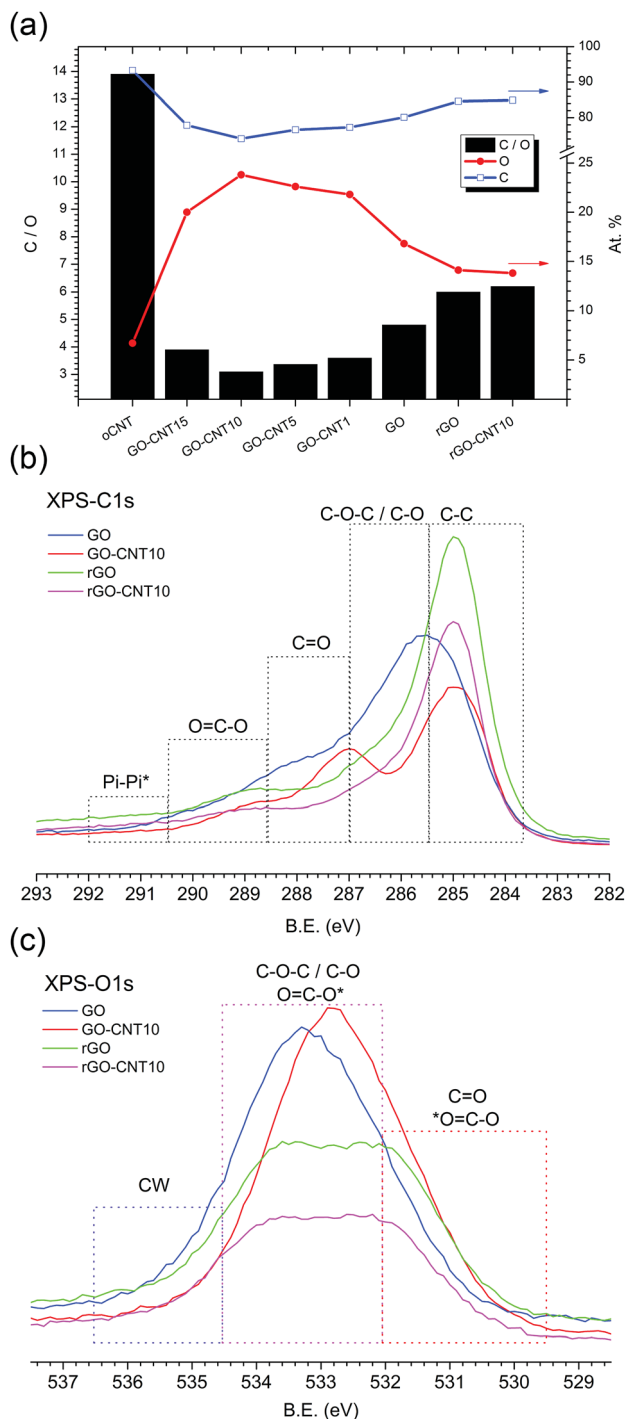 (a)
14
13
12
11
10
9
8
7
6
5
4
3
C / O
100
90
80
25
20
15
10
5
At. %
C / O
O
C
oCNT
GO-CNT15
GO-CNT10
GO-CNT5
GO-CNT1
GO
rGO
rGO-CNT10
(b)
XPS-C1s
GO
GO-CNT10
rGO
rGO-CNT10
C-O-C / C-O
C-C
C=O
O=C-O
Pi-Pi*
293 292 291 290 289 288 287 286 285 284 283 282
B.E. (eV)
(c)
XPS-O1s
GO
GO-CNT10
rGO
rGO-CNT10
C-O-C / C-O
O=C-O*
C=O
*O=C-O
CW
537 536 535 534 533 532 531 530 529
B.E. (eV)